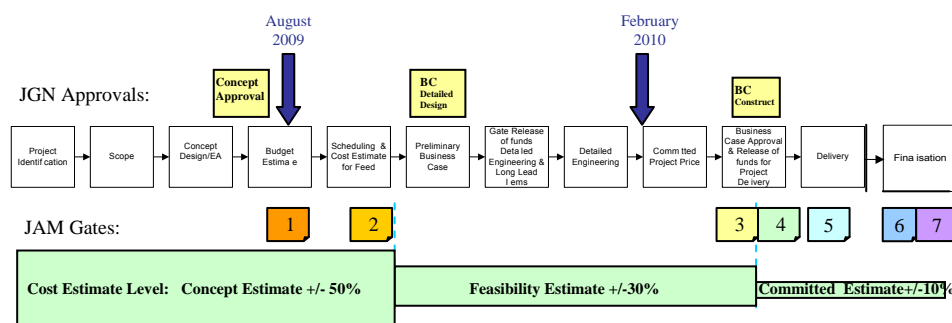 August
2009
February
2010
JGN Approvals:
Concept
Approval
BC
Detailed
Design
BC
Construct
Project
Identification
Scope
Concept
Design/EA
Budget
Estima e
Scheduling &
Cost Estimate
for Feed
Preliminary
Business
Case
Gate Release
of funds
Deta led
Engineering &
Long Lead
I ems
Detailed
Engineering
Comm tted
Project Price
Business
Case Approval
& Release of
funds for
Project
De ivery
Delivery
Fina isation
JAM Gates:
1
2
3
4
5
6
7
Cost Estimate Level: Concept Estimate +/- 50%
Feasibility Estimate +/-30%
Committed Estimate+/-10%